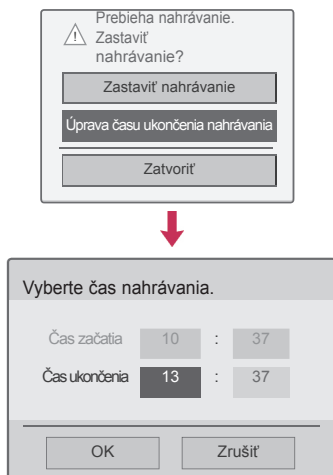 Prebieha nahrávanie.
Zastaviť
nahrávanie?
Zastaviť nahrávanie
Úprava času ukončenia nahrávania
Zatvoriť
Vyberte čas nahrávania.
Čas začatia 10 : 37
Čas ukončenia 13 : 37
OK Zrušiť